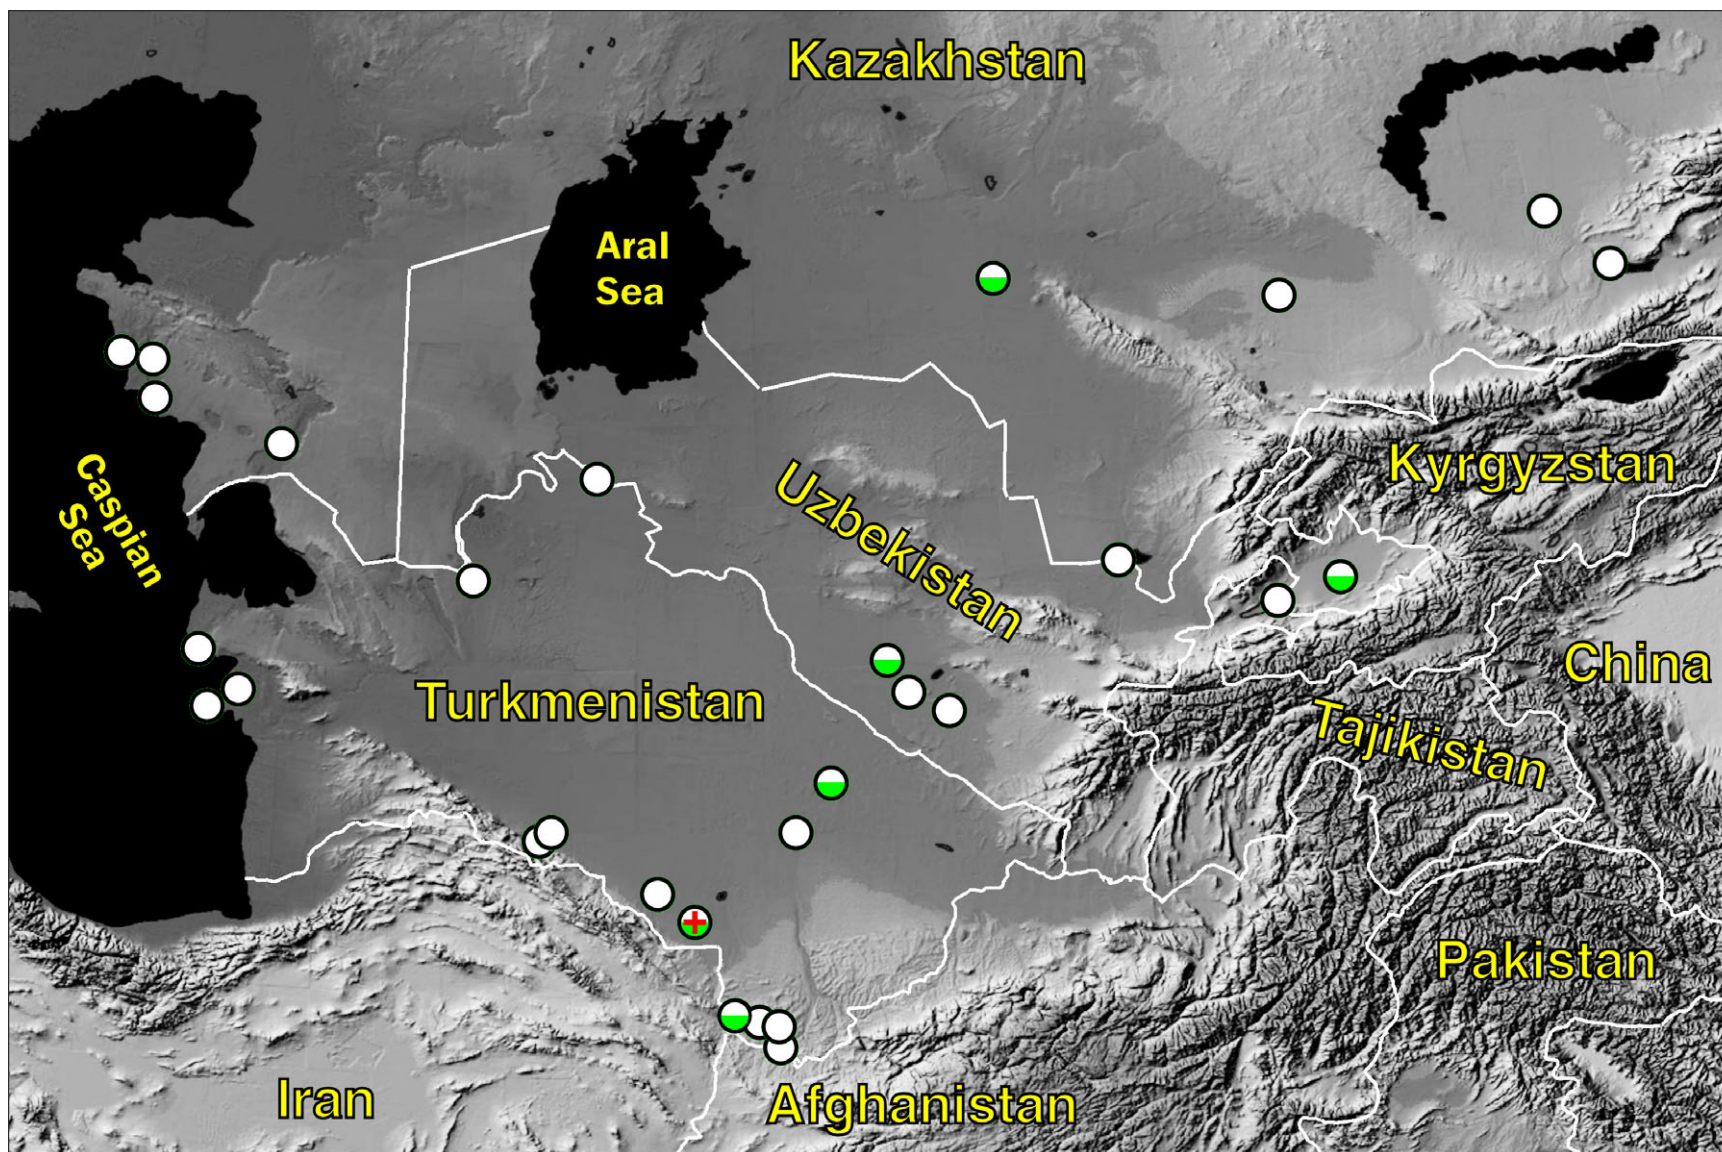 Kazakhstan
Aral
Sea
Kyrgyzstan
Caspian
Sea
Uzbekistan
China
Turkmenistan
Tajikistan
Pakistan
Iran
Afghanistan